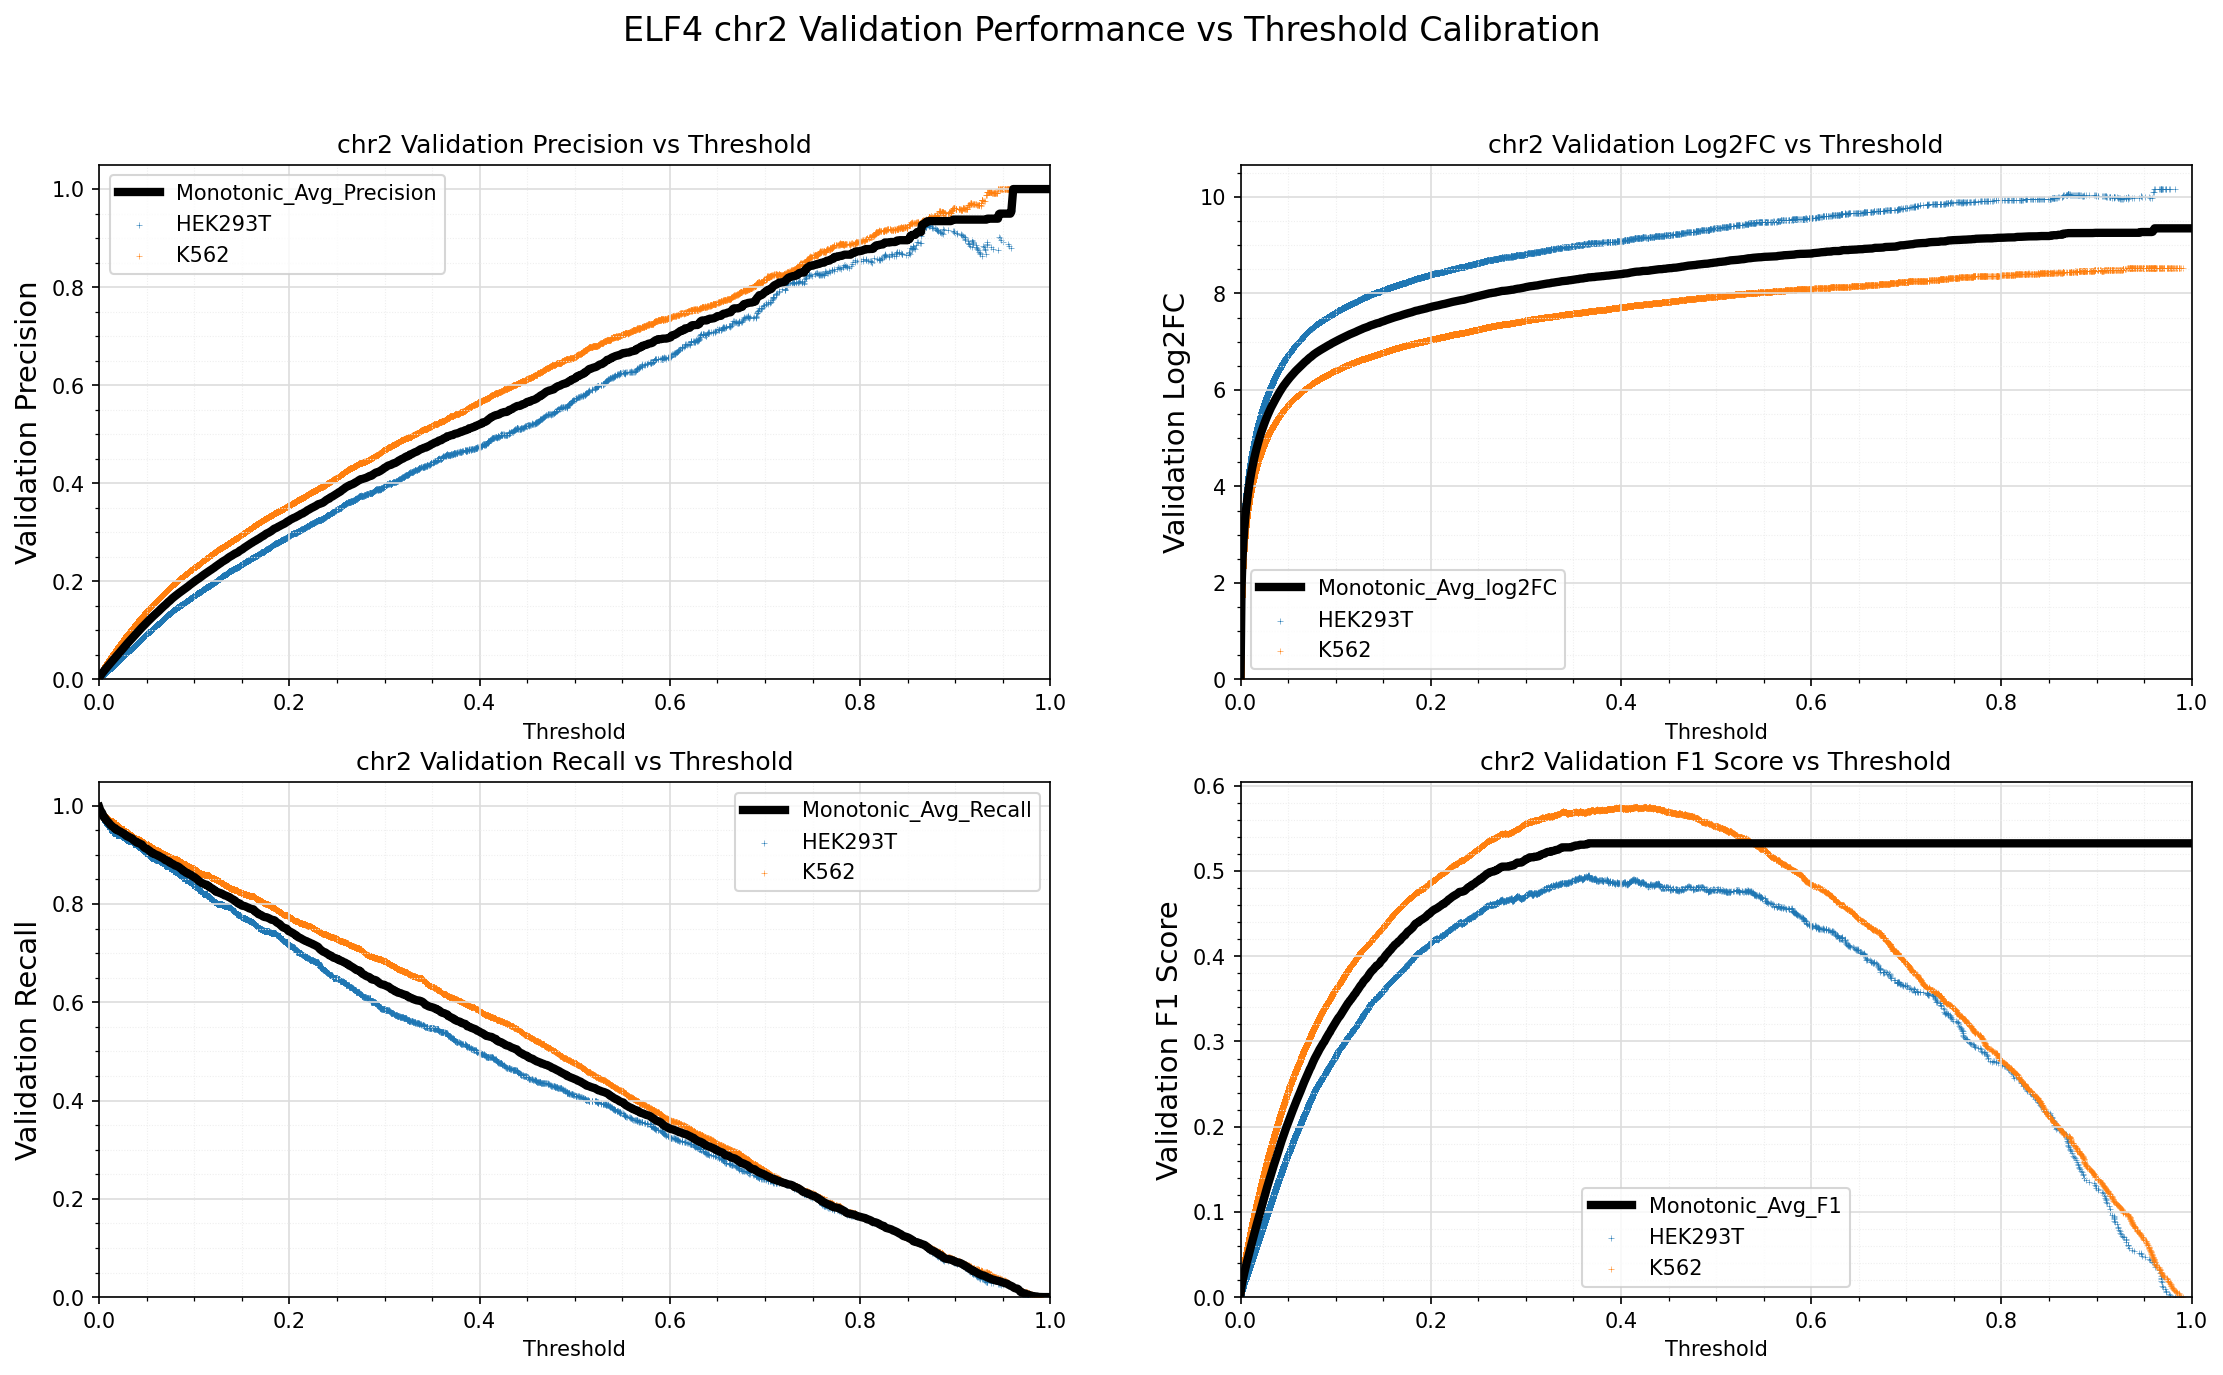 ELF4 chr2 Validation Performance vs Threshold Calibration
chr2 Validation Precision vs Threshold
Validation Precision
1.0
0.8
0.6
0.4
0.2
0.0
Monotonic_Avg_Precision
HEK293T
K562
0.0 0.2 0.4 0.6 0.8 1.0
Threshold
chr2 Validation Log2FC vs Threshold
Validation Log2FC
10
8
6
4
2
0
Monotonic_Avg_log2FC
HEK293T
K562
0.0 0.2 0.4 0.6 0.8 1.0
Threshold
chr2 Validation Recall vs Threshold
Validation Recall
1.0
0.8
0.6
0.4
0.2
0.0
Monotonic_Avg_Recall
HEK293T
K562
0.0 0.2 0.4 0.6 0.8 1.0
Threshold
chr2 Validation F1 Score vs Threshold
Validation F1 Score
0.6
0.5
0.4
0.3
0.2
0.1
0.0
Monotonic_Avg_F1
HEK293T
K562
0.0 0.2 0.4 0.6 0.8 1.0
Threshold